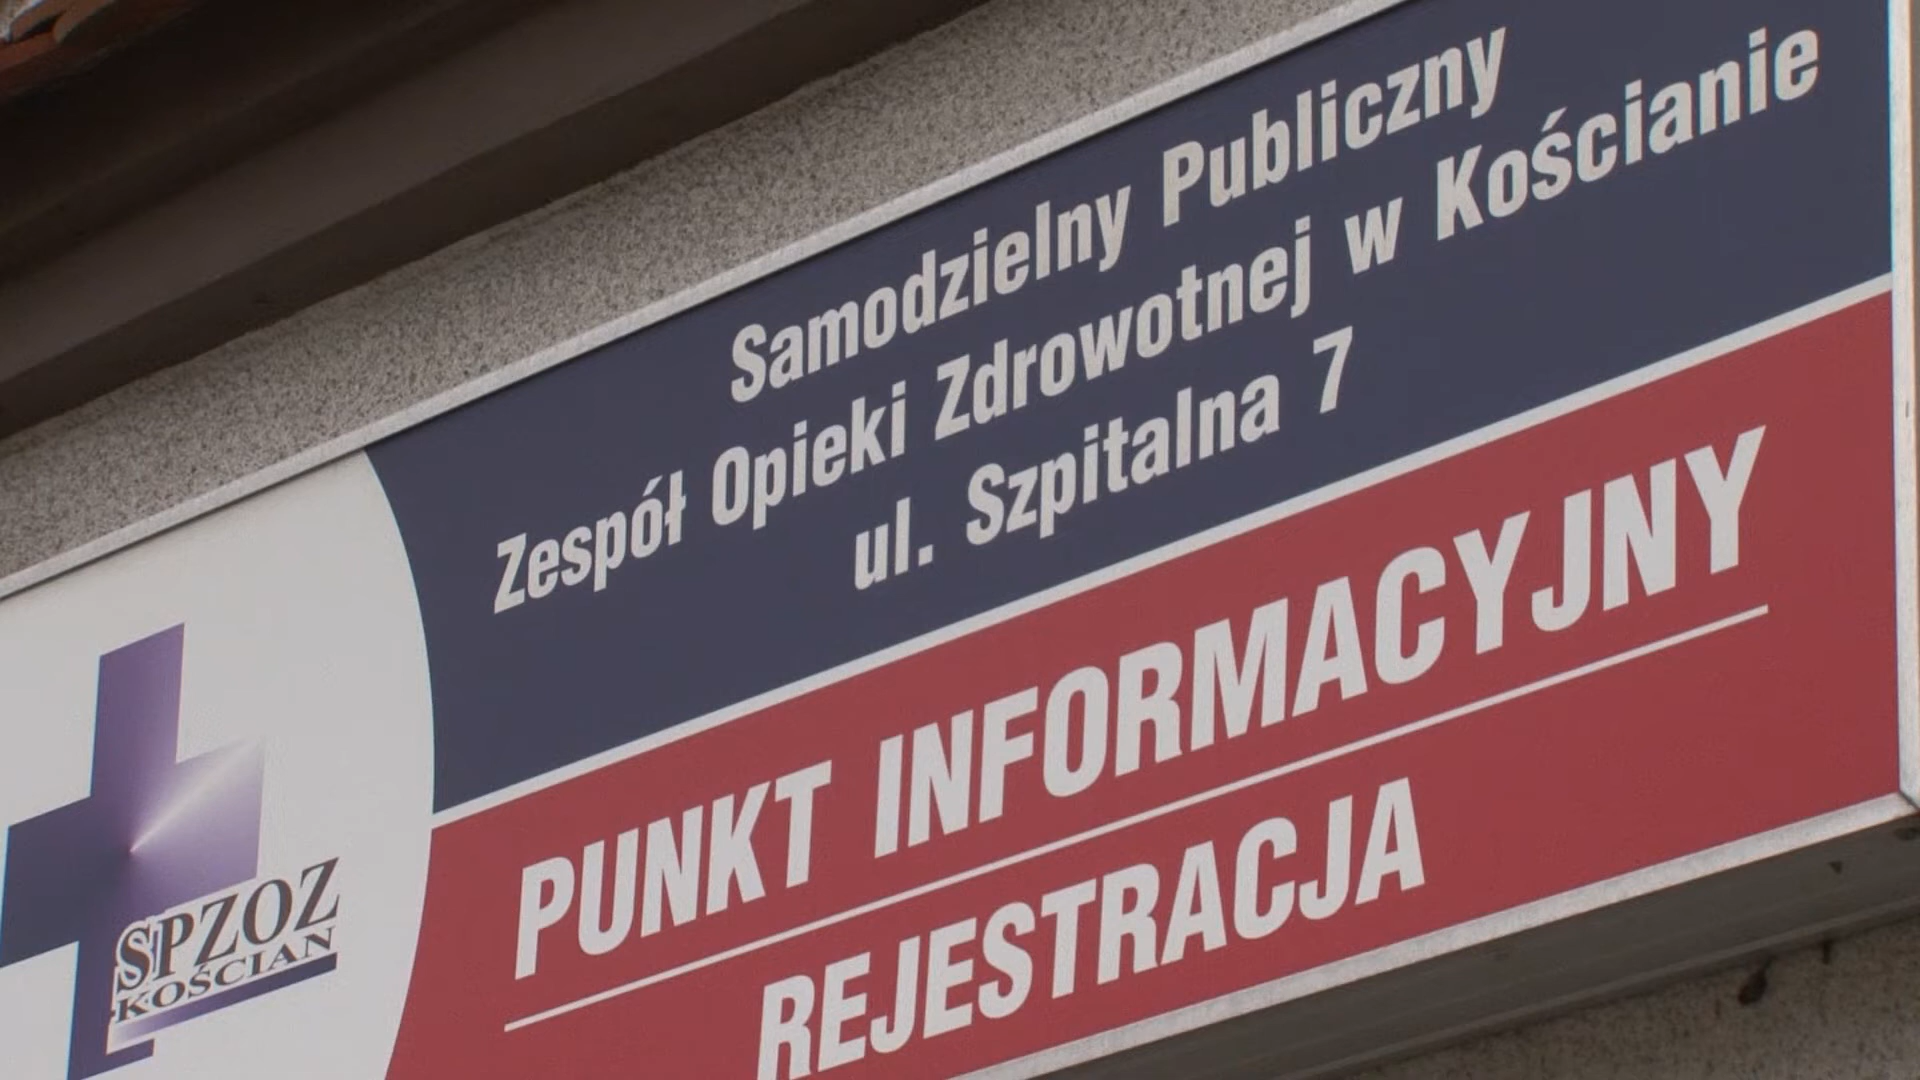 Samodzielny Publiczny
Zespół Opieki Zdrowotnej w Kościanie
ul. Szpitalna 7
PUNKT INFORMACYJNY
REJESTRACJA
SPZOZ
KOŚCIAN